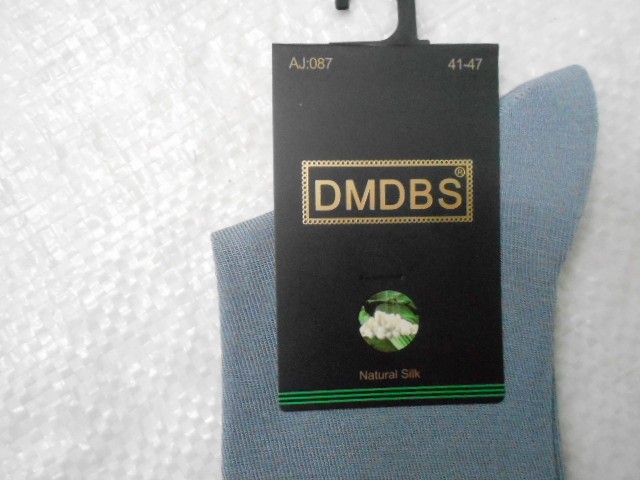 AJ:087 41-47
DMDBS®
Natural Silk